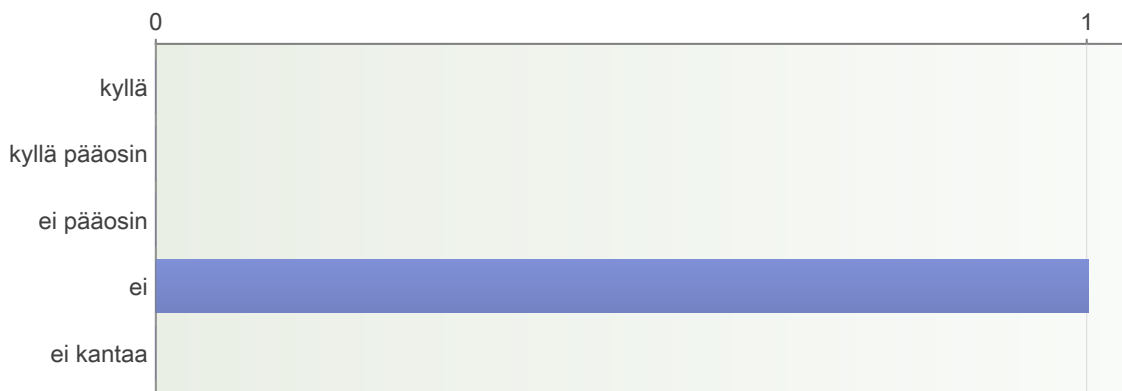 0 1
kyllä
kyllä pääosin
ei pääosin
ei
ei kantaa